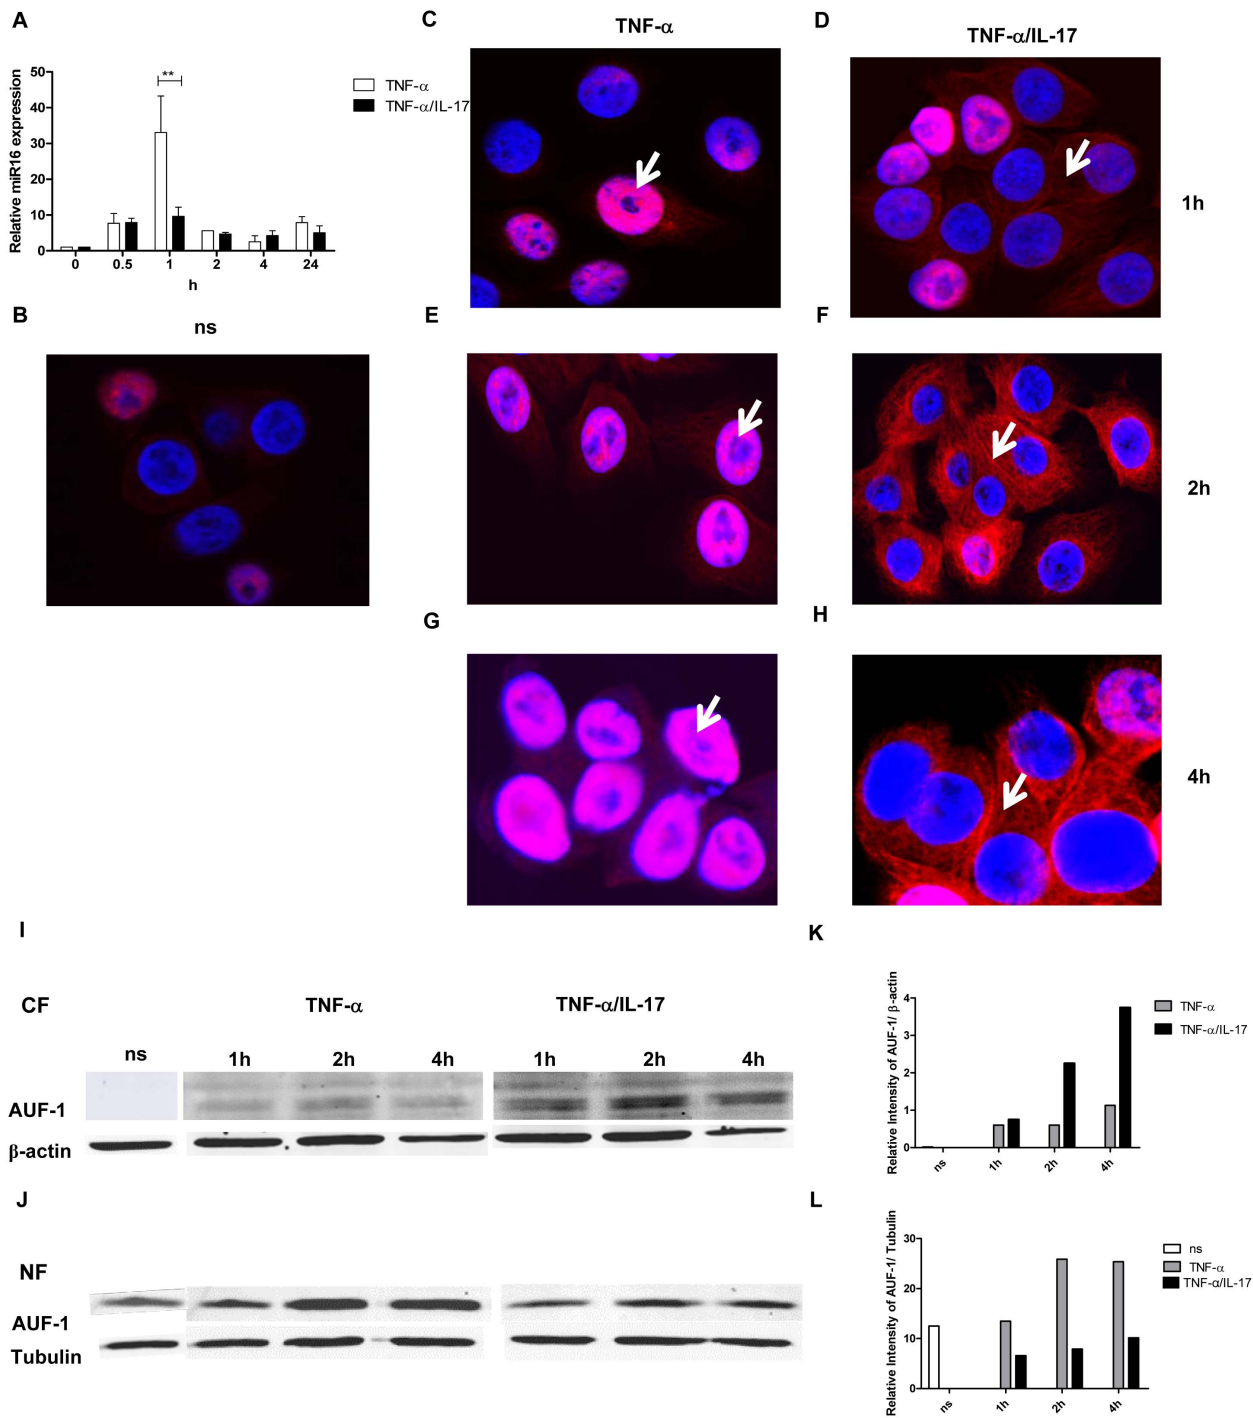 A
Relative miR16 expression
50
40
30
20
10
0
**
0 0.5 1 2 4 24
h
TNF-α
TNF-α/IL-17
B
ns
C
TNF-α
D
TNF-α/IL-17
1h
E
F
2h
G
H
4h
I
CF
TNF-α TNF-α/IL-17
ns 1h 2h 4h 1h 2h 4h
AUF-1
β-actin
J
NF
AUF-1
Tubulin
K
Relative Intensity of AUF-1/ β-actin
4
3
2
1
0
ns 1h 2h 4h
TNF-α
TNF-α/IL-17
L
Relative Intensity of AUF-1/ Tubulin
30
20
10
0
ns 1h 2h 4h
ns
TNF-α
TNF-α/IL-17